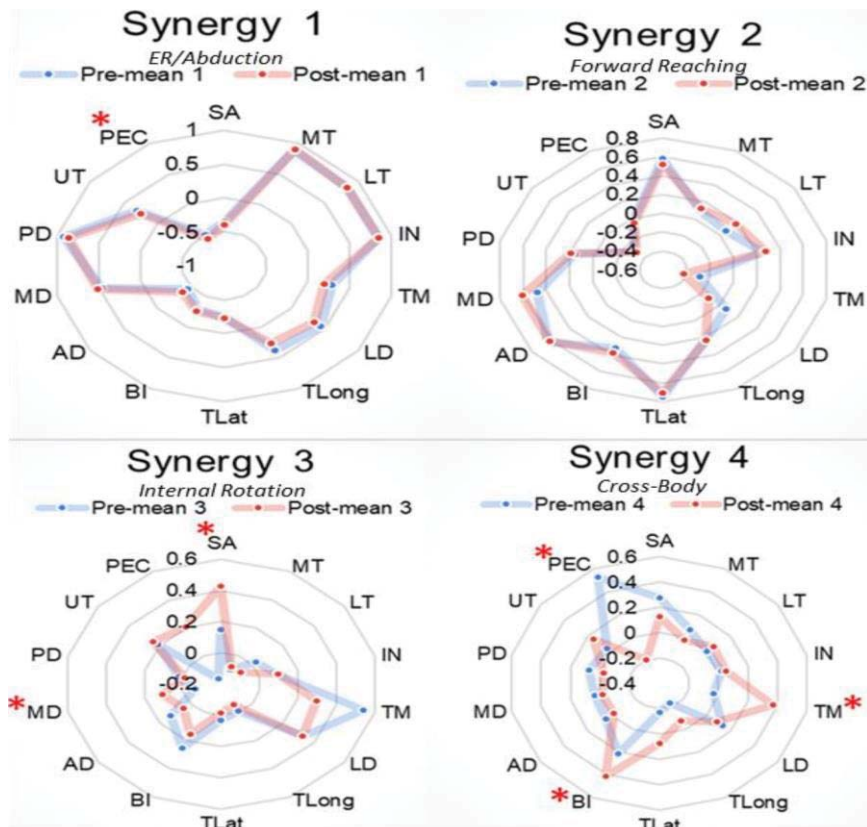 Synergy 1
ER/Abduction
Pre-mean 1 Post-mean 1
* SA
PEC 1 MT
UT 0.5 LT
0
PD -0.5 IN
-1
MD TM
AD LD
BI TLong
TLat
Synergy 2
Forward Reaching
Pre-mean 2 Post-mean 2
SA
PEC 0.8 MT
0.6
UT 0.4 LT
0.2
0
PD -0.2 IN
-0.4
-0.6
MD TM
AD LD
BI TLong
TLat
Synergy 3
Internal Rotation
Pre-mean 3 Post-mean 3
* SA
PEC 0.6 MT
UT 0.4 LT
0.2
PD 0 IN
-0.2
* MD TM
AD LD
BI TLong
TLat
Synergy 4
Cross-Body
Pre-mean 4 Post-mean 4
* SA
PEC 0.6 MT
0.4
UT 0.2 LT
0
PD -0.2 IN
-0.4
MD TM *
AD LD
* BI TLong
TLat